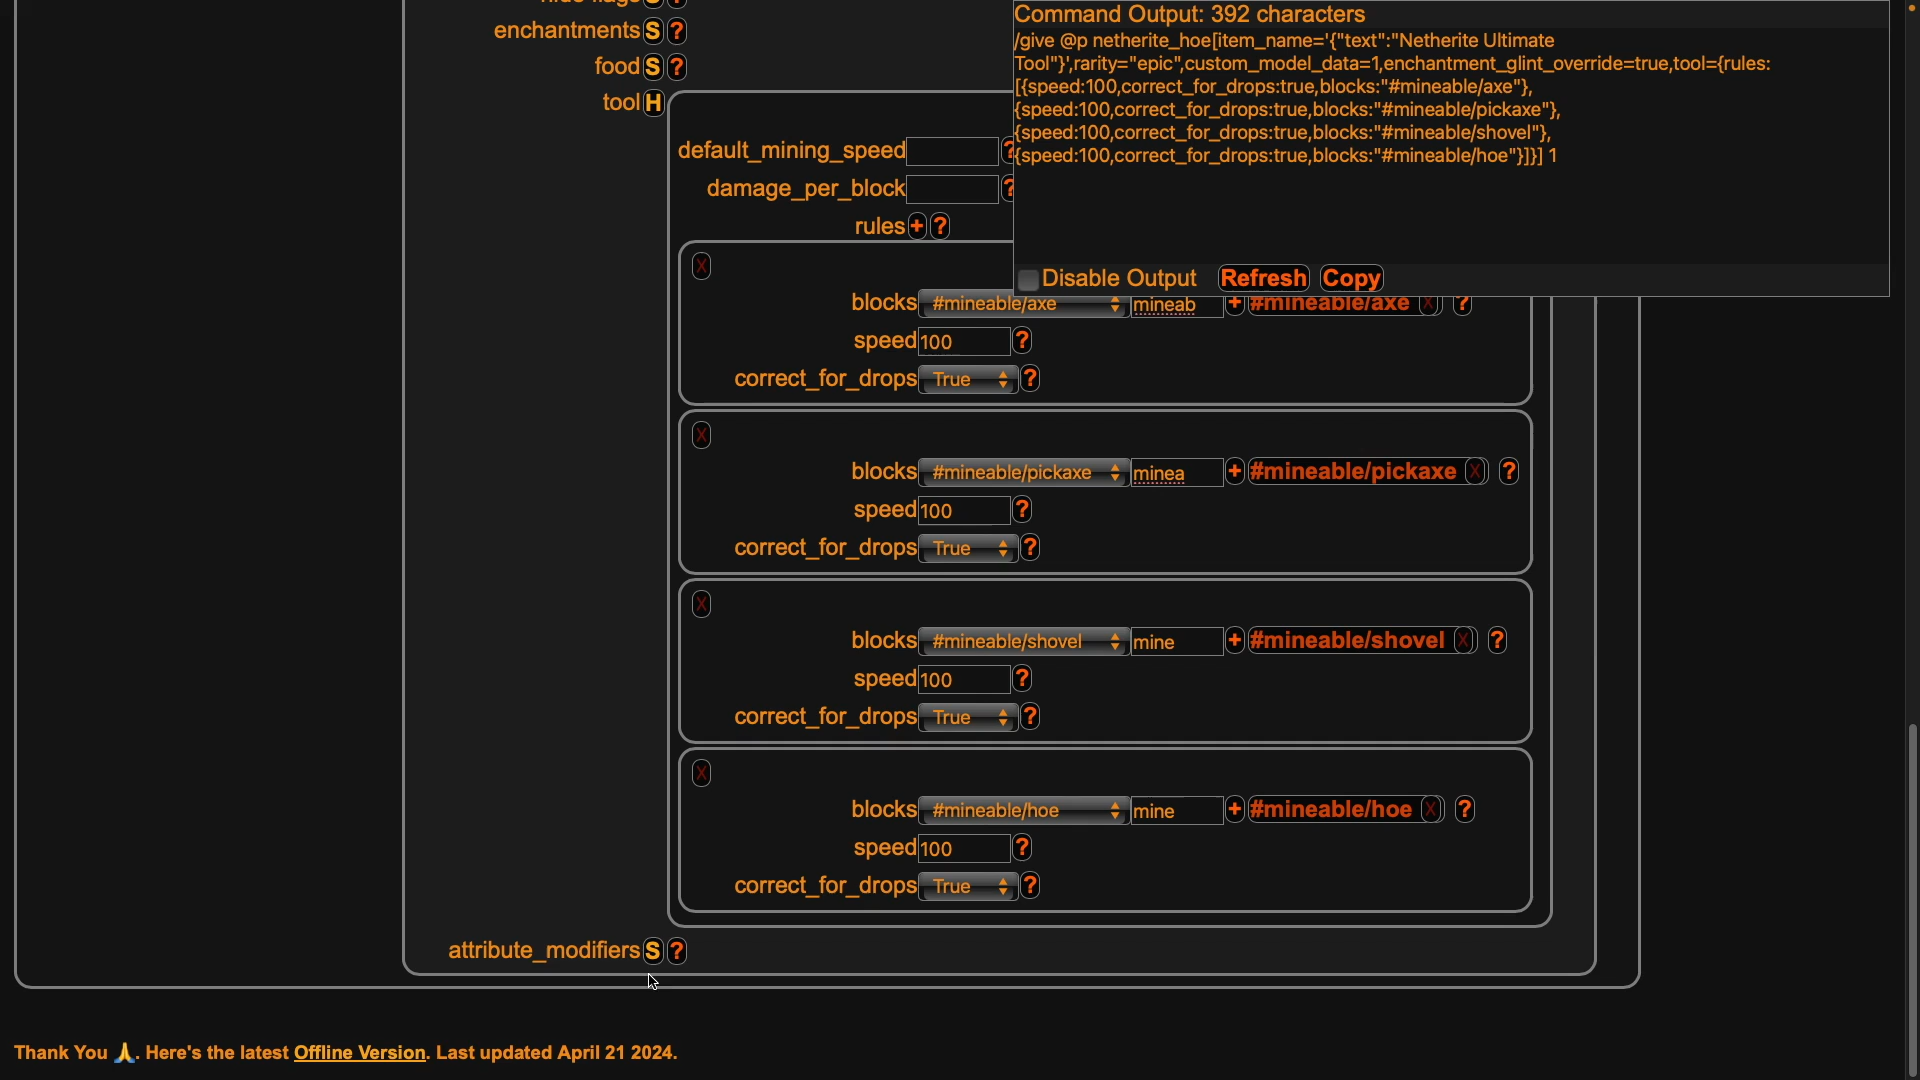 Command Output: 392 characters
/give @p netherite_hoe[item_name='{"text":"Netherite Ultimate
Tool"}',rarity="epic",custom_model_data=1,enchantment_glint_override=true,tool={rules:
[{speed:100,correct_for_drops:true,blocks:"#mineable/axe"},
{speed:100,correct_for_drops:true,blocks:"#mineable/pickaxe"},
{speed:100,correct_for_drops:true,blocks:"#mineable/shovel"},
{speed:100,correct_for_drops:true,blocks:"#mineable/hoe"}]}] 1
Disable Output Refresh Copy
enchantments S ?
food S ?
tool H
default_mining_speed ?
damage_per_block ?
rules + ?
X
blocks #mineable/axe mineab + #mineable/axe X ?
speed 100 ?
correct_for_drops True ?
X
blocks #mineable/pickaxe minea + #mineable/pickaxe X ?
speed 100 ?
correct_for_drops True ?
X
blocks #mineable/shovel mine + #mineable/shovel X ?
speed 100 ?
correct_for_drops True ?
X
blocks #mineable/hoe mine + #mineable/hoe X ?
speed 100 ?
correct_for_drops True ?
attribute_modifiers S ?
Thank You 🙏. Here's the latest Offline Version. Last updated April 21 2024.